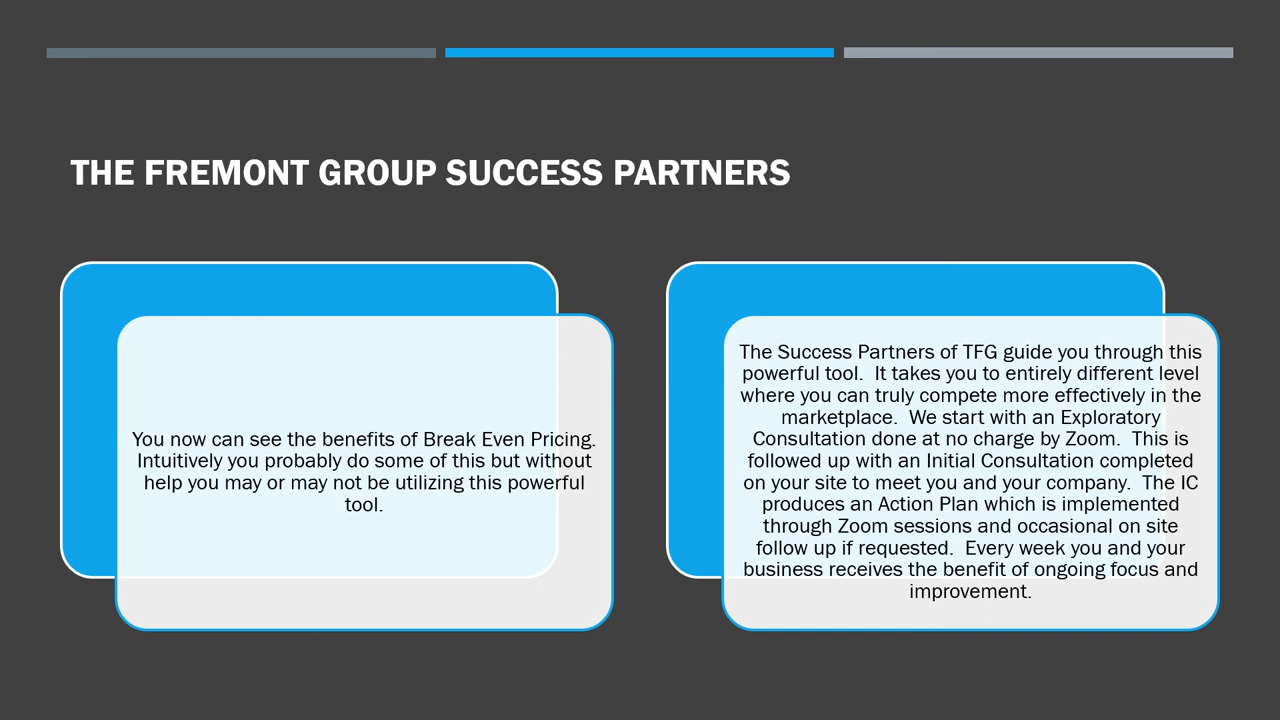 THE FREMONT GROUP SUCCESS PARTNERS
You now can see the benefits of Break Even Pricing.
Intuitively you probably do some of this but without
help you may or may not be utilizing this powerful
tool.
The Success Partners of TFG guide you through this
powerful tool.  It takes you to entirely different level
where you can truly compete more effectively in the
marketplace.  We start with an Exploratory
Consultation done at no charge by Zoom.  This is
followed up with an Initial Consultation completed
on your site to meet you and your company.  The IC
produces an Action Plan which is implemented
through Zoom sessions and occasional on site
follow up if requested.  Every week you and your
business receives the benefit of ongoing focus and
improvement.